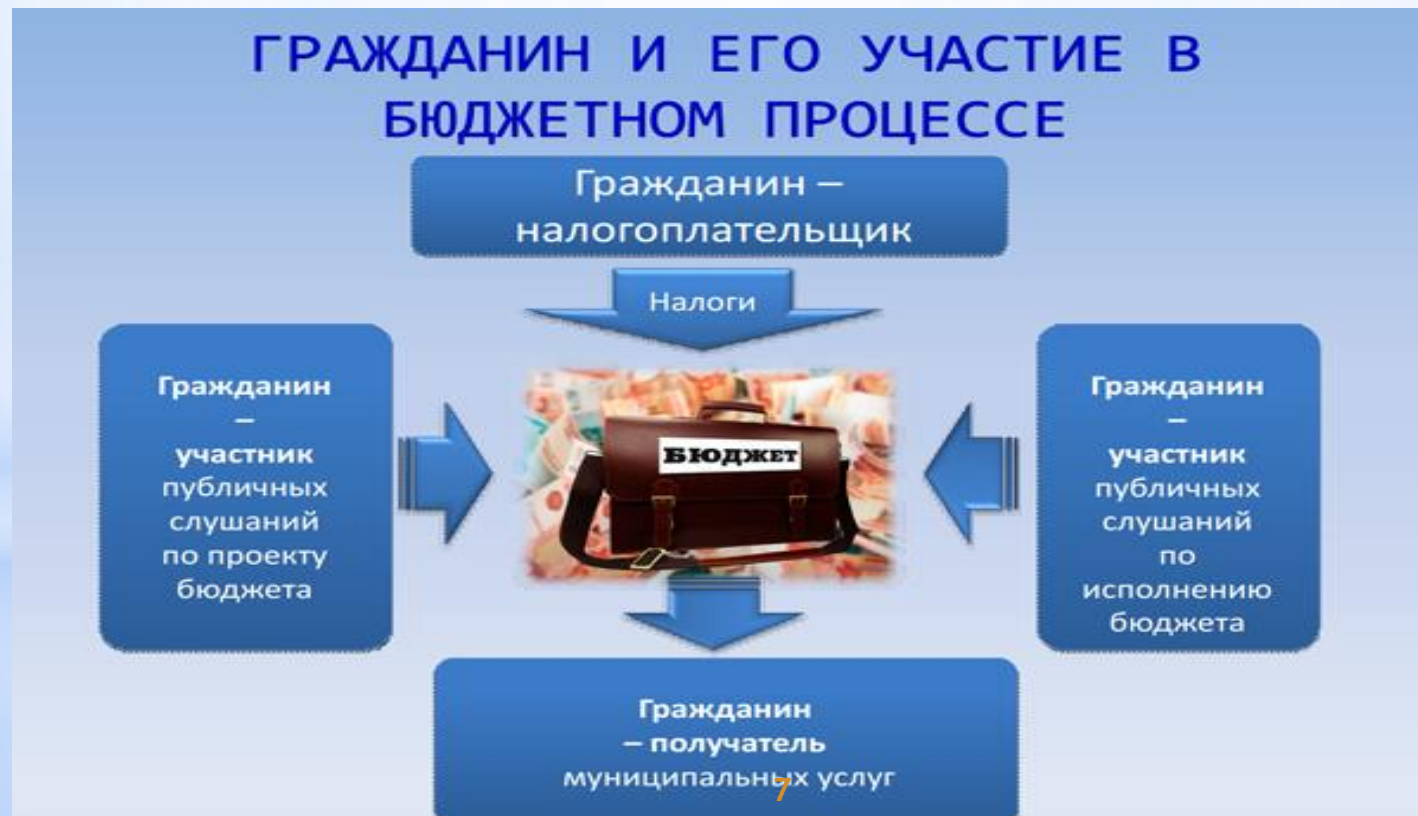 ГРАЖДАНИН И ЕГО УЧАСТИЕ В
БЮДЖЕТНОМ ПРОЦЕССЕ
Гражданин –
налогоплательщик
Налоги
Гражданин
–
участник
публичных
слушаний
по проекту
бюджета
БЮДЖЕТ
Гражданин
–
участник
публичных
слушаний
по
исполнению
бюджета
Гражданин
– получатель
муниципальных услуг
7